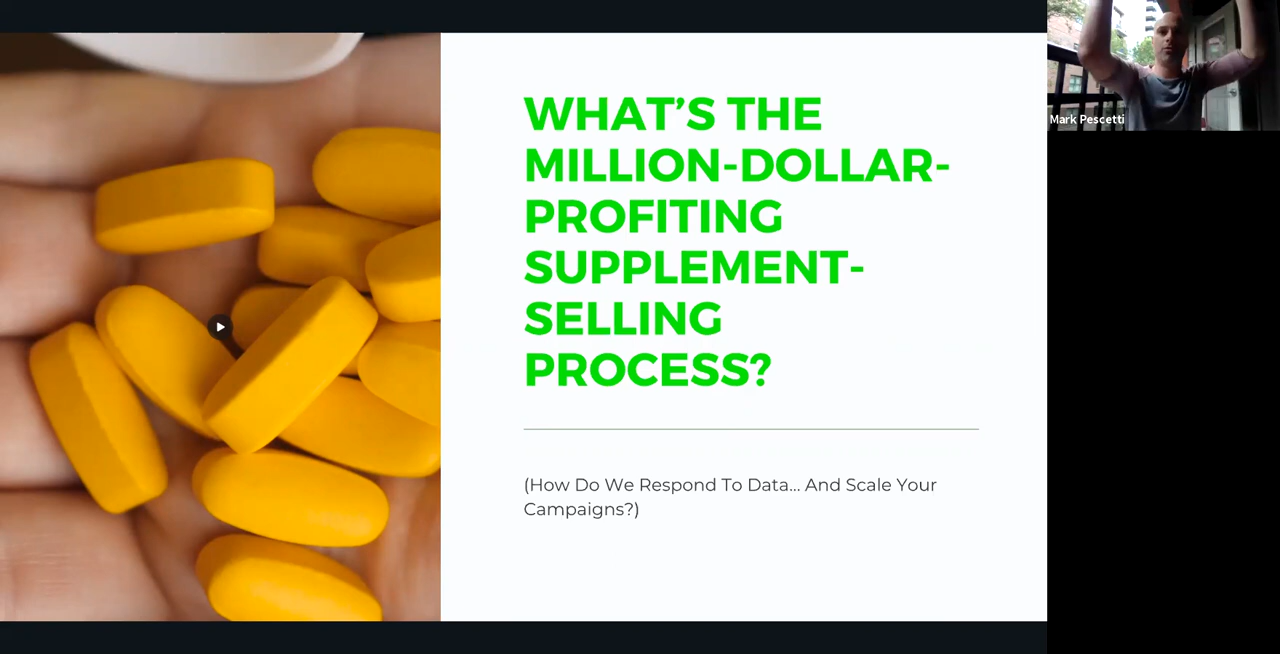 WHAT’S THE
MILLION-DOLLAR-
PROFITING
SUPPLEMENT-
SELLING
PROCESS?
(How Do We Respond To Data... And Scale Your
Campaigns?)
Mark Pescetti